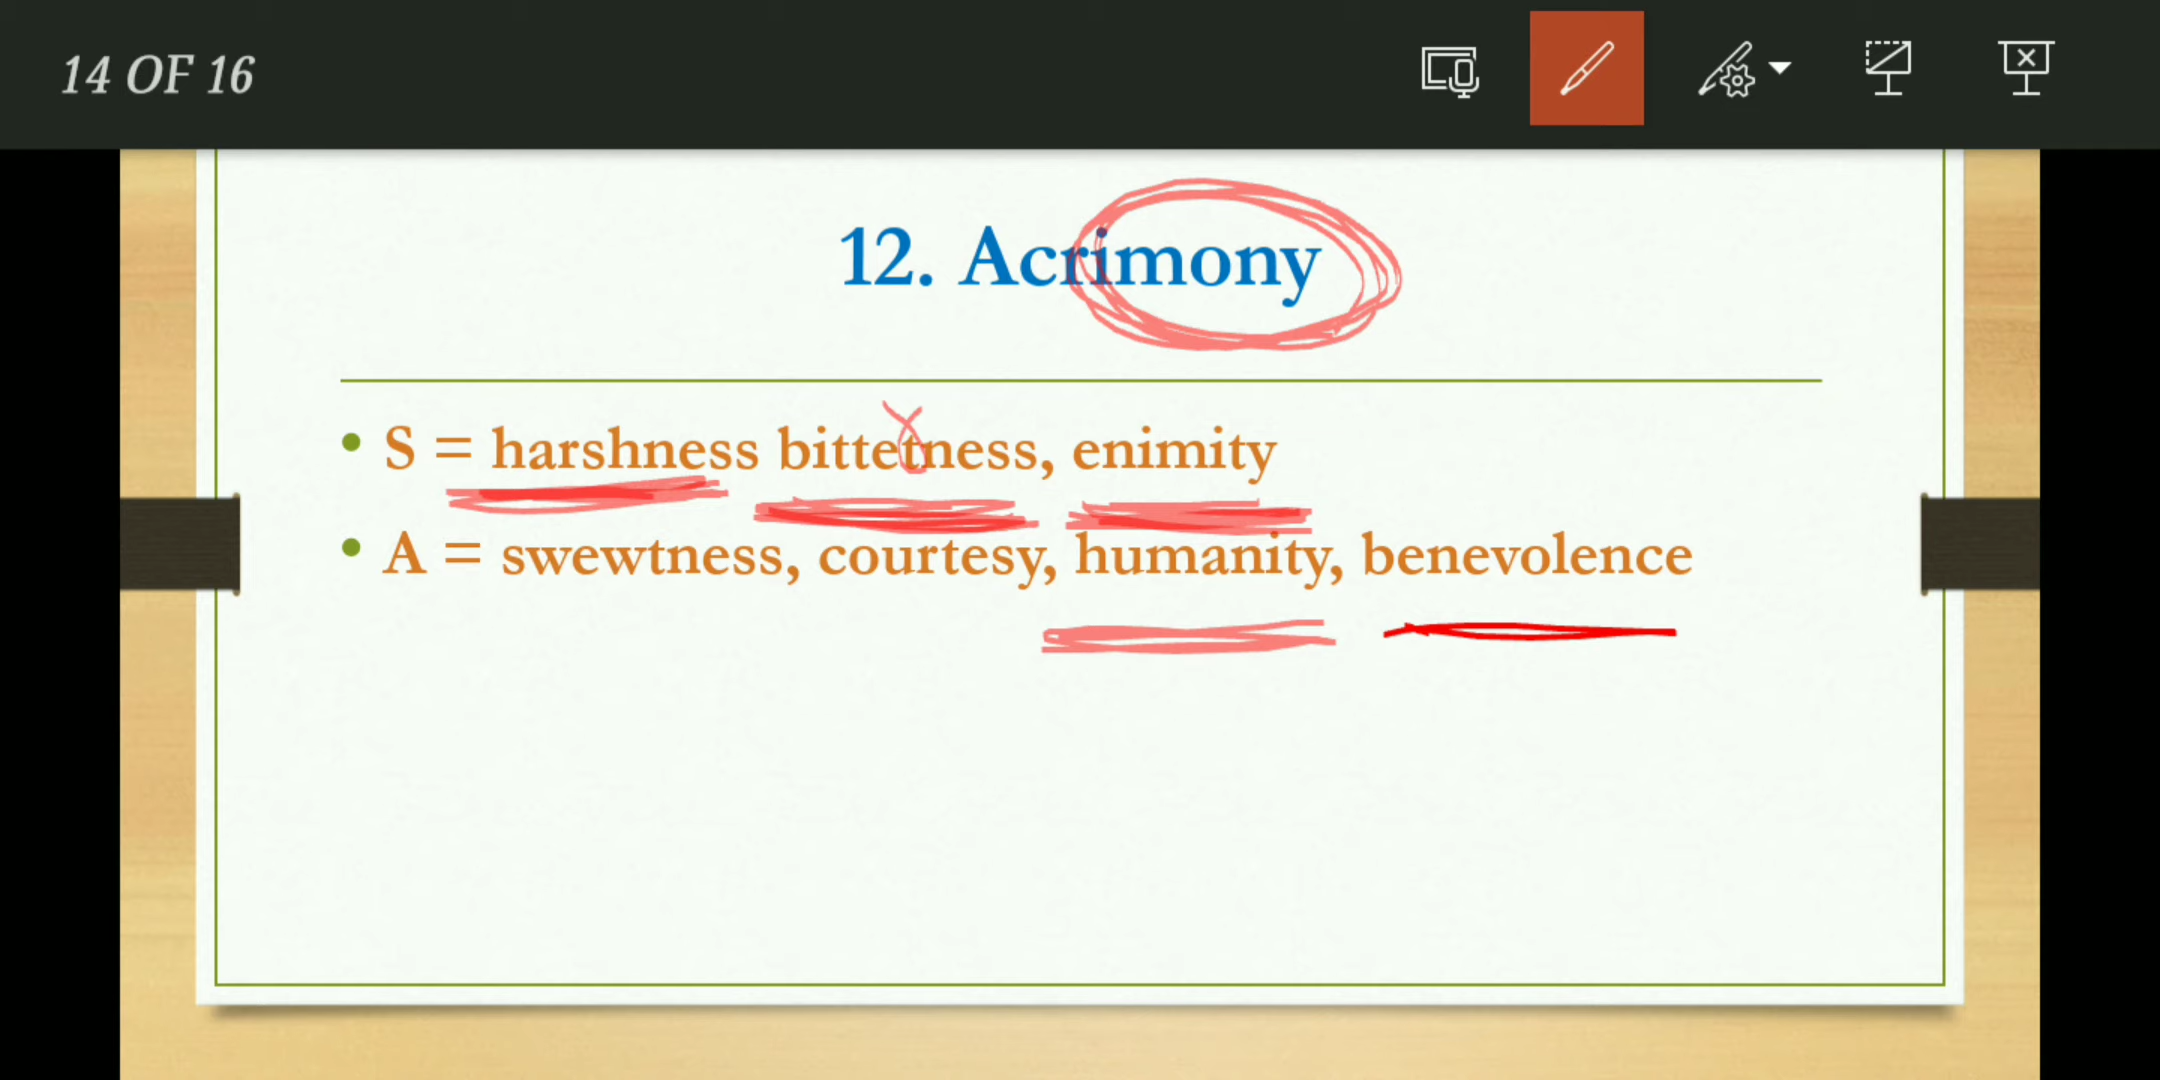 14 OF 16
12. Acrimony
• S = harshness bittetness, enimity
• A = swewtness, courtesy, humanity, benevolence